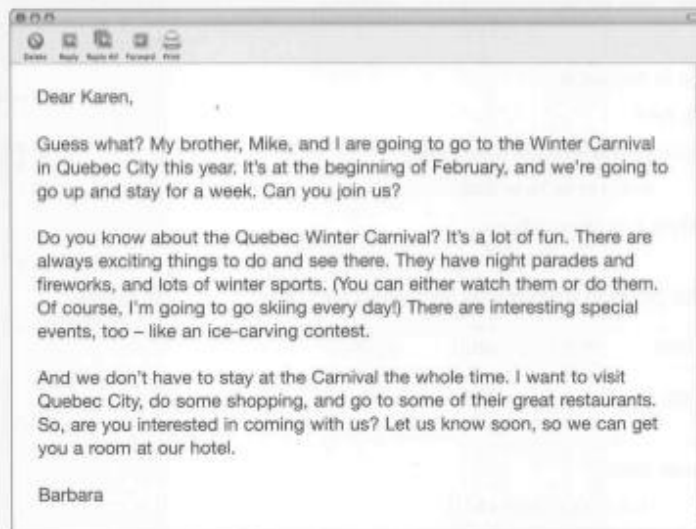 Delete Reply Reply All Forward Print
Dear Karen,
Guess what? My brother, Mike, and I are going to go to the Winter Carnival
in Quebec City this year. It's at the beginning of February, and we're going to
go up and stay for a week. Can you join us?
Do you know about the Quebec Winter Carnival? It's a lot of fun. There are
always exciting things to do and see there. They have night parades and
fireworks, and lots of winter sports. (You can either watch them or do them.
Of course, I'm going to go skiing every day!) There are interesting special
events, too – like an ice-carving contest.
And we don't have to stay at the Carnival the whole time. I want to visit
Quebec City, do some shopping, and go to some of their great restaurants.
So, are you interested in coming with us? Let us know soon, so we can get
you a room at our hotel.
Barbara